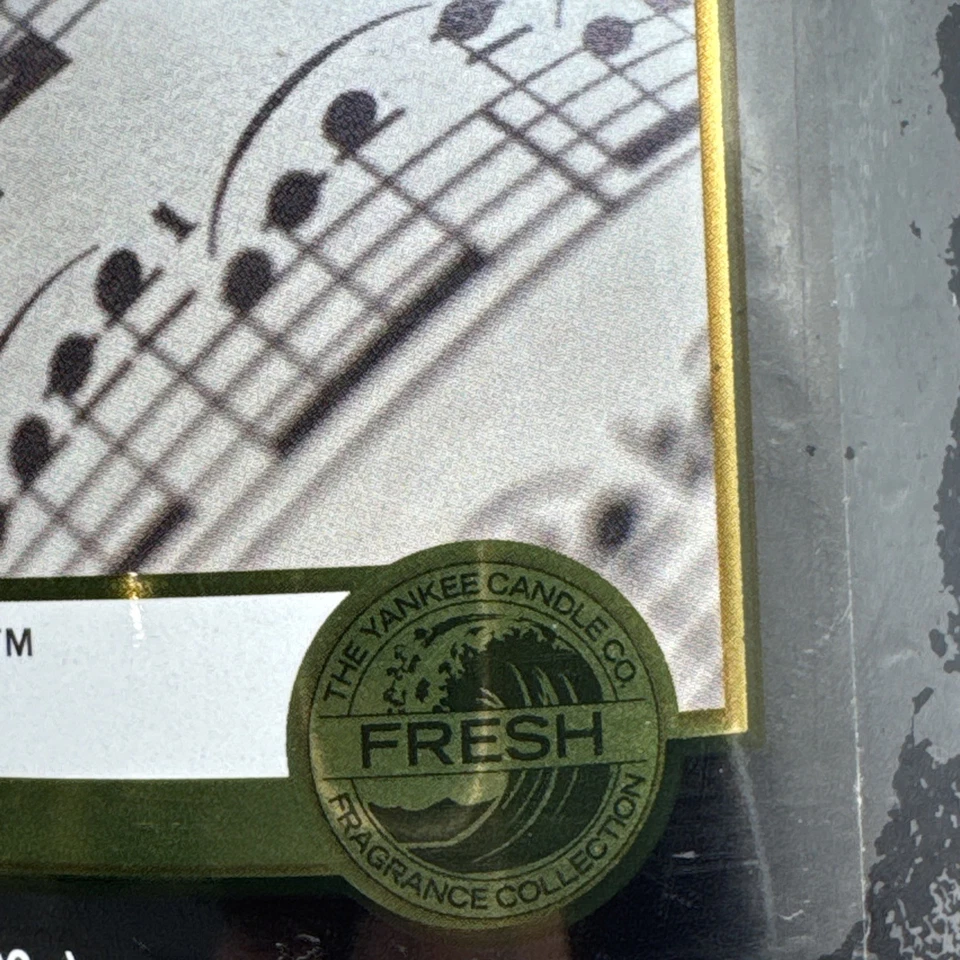 TM
THE YANKEE CANDLE CO.
FRESH
FRAGRANCE COLLECTION